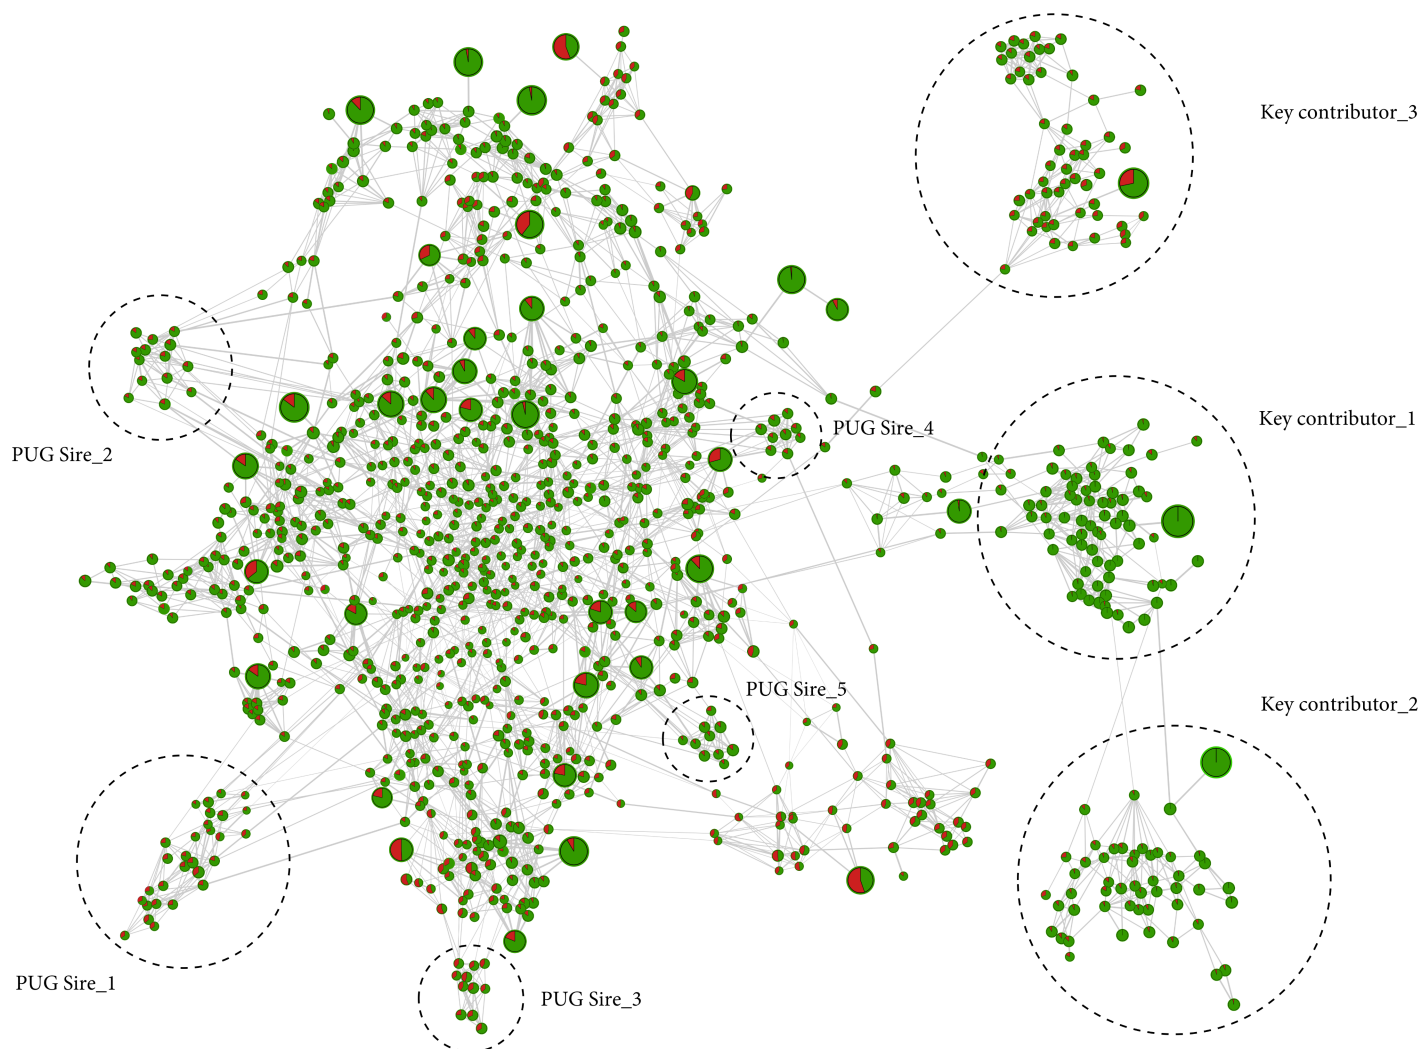 Key contributor_3
Key contributor_1
PUG Sire_4
PUG Sire_2
PUG Sire_5
Key contributor_2
PUG Sire_1
PUG Sire_3